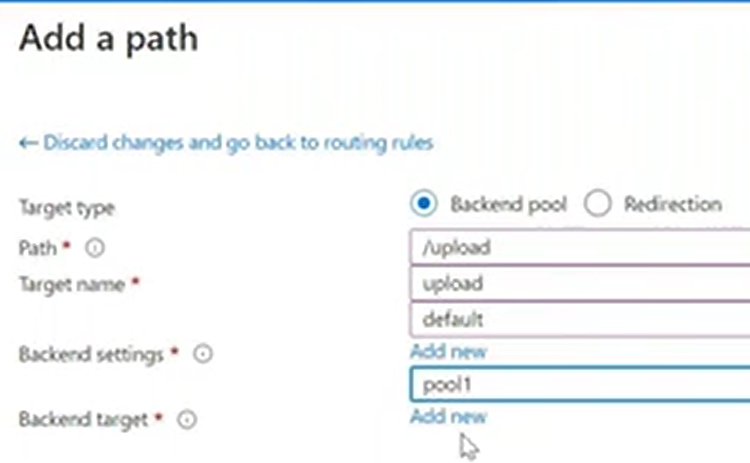 Add a path
← Discard changes and go back to routing rules
Target type Backend pool Redirection
Path * /upload
Target name * upload
default
Backend settings * Add new
pool1
Backend target * Add new